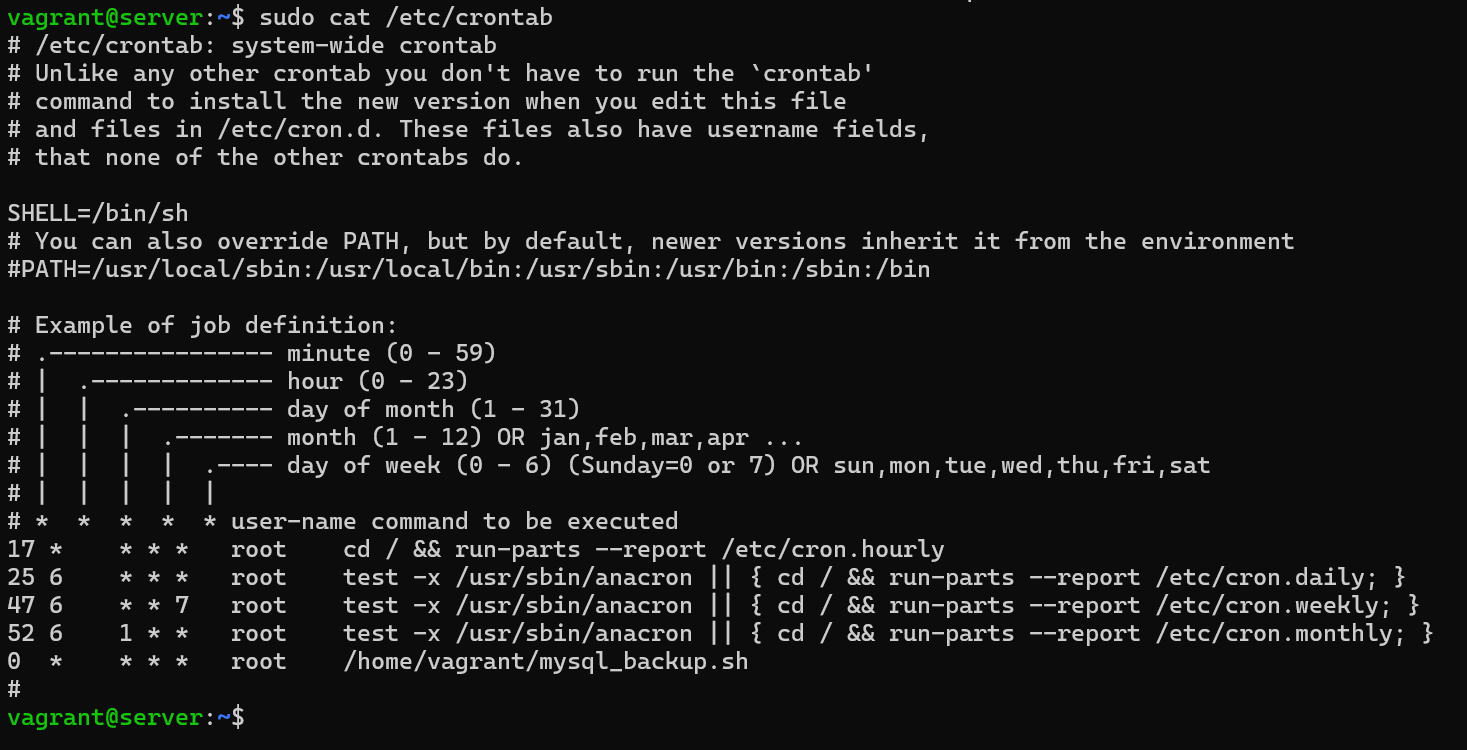 vagrant@server:~$ sudo cat /etc/crontab
# /etc/crontab: system-wide crontab
# Unlike any other crontab you don't have to run the `crontab'
# command to install the new version when you edit this file
# and files in /etc/cron.d. These files also have username fields,
# that none of the other crontabs do.

SHELL=/bin/sh
# You can also override PATH, but by default, newer versions inherit it from the environment
#PATH=/usr/local/sbin:/usr/local/bin:/usr/sbin:/usr/bin:/sbin:/bin

# Example of job definition:
# .---------------- minute (0 - 59)
# |  .------------- hour (0 - 23)
# |  |  .---------- day of month (1 - 31)
# |  |  |  .------- month (1 - 12) OR jan,feb,mar,apr ...
# |  |  |  |  .---- day of week (0 - 6) (Sunday=0 or 7) OR sun,mon,tue,wed,thu,fri,sat
# |  |  |  |  |
# *  *  *  *  * user-name command to be executed
17 *    * * *   root    cd / && run-parts --report /etc/cron.hourly
25 6    * * *   root    test -x /usr/sbin/anacron || { cd / && run-parts --report /etc/cron.daily; }
47 6    * * 7   root    test -x /usr/sbin/anacron || { cd / && run-parts --report /etc/cron.weekly; }
52 6    1 * *   root    test -x /usr/sbin/anacron || { cd / && run-parts --report /etc/cron.monthly; }
0  *    * * *   root    /home/vagrant/mysql_backup.sh
#
vagrant@server:~$